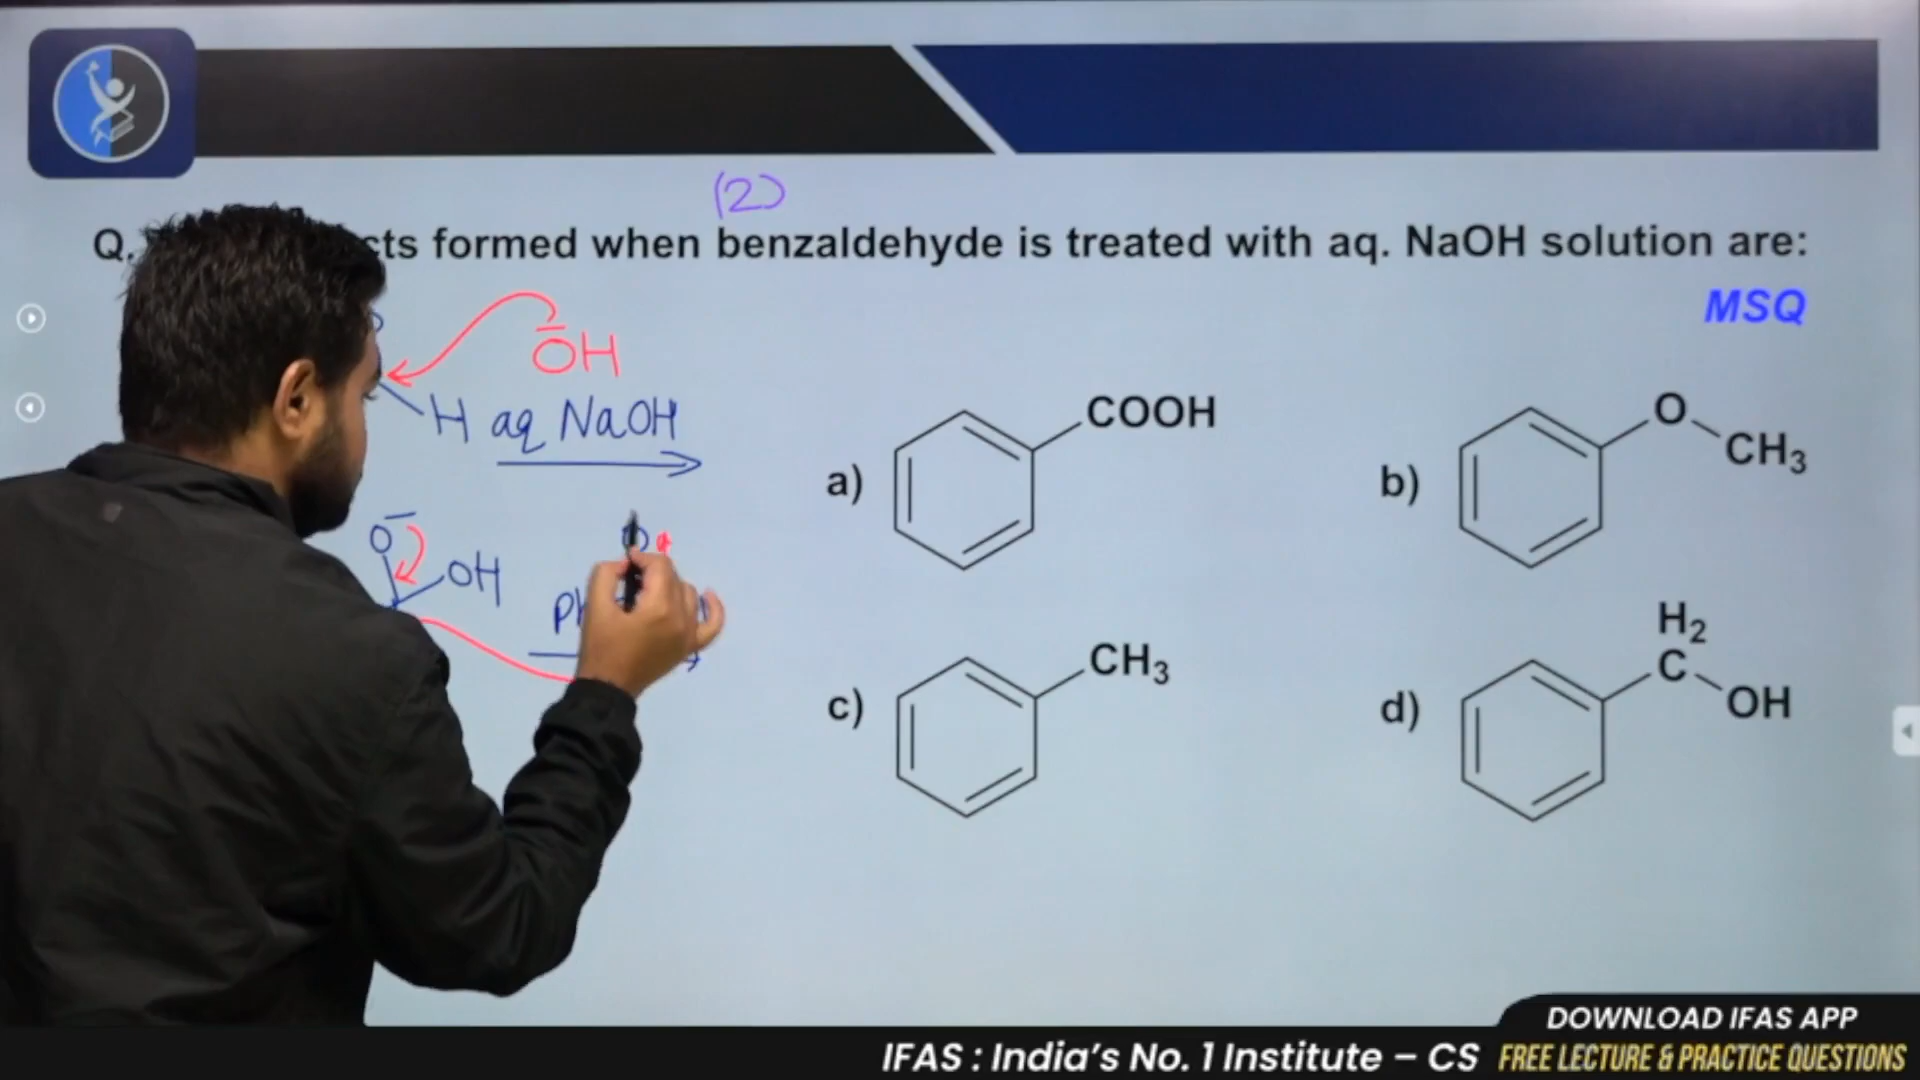 (2)
Q. formed when benzaldehyde is treated with aq. NaOH solution are:
MSQ
OH
H aq NaOH
O
OH
a)
COOH
b)
O
CH₃
c)
CH₃
d)
H₂
C
OH
DOWNLOAD IFAS APP
IFAS : India's No. 1 Institute – CS
FREE LECTURE & PRACTICE QUESTIONS